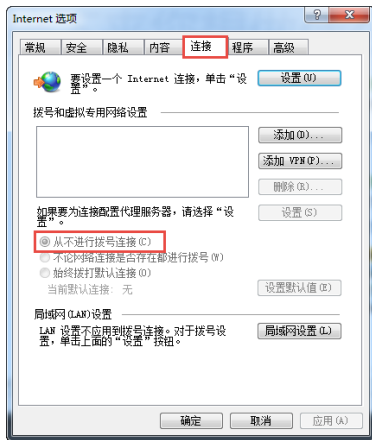 Internet 选项
常规 安全 隐私 内容 连接 程序 高级
要设置一个 Internet 连接，单击“设
置”。
设置(U)
拨号和虚拟专用网络设置
添加(D)...
添加 VPN(P)...
删除(R)...
如果要为连接配置代理服务器，请选择“设
置”。
设置(S)
从不进行拨号连接(C)
不论网络连接是否存在都进行拨号(W)
始终拨打默认连接(O)
当前默认连接: 无
设置默认值(E)
局域网(LAN)设置
LAN 设置不应用到拨号连接。对于拨号设
置，单击上面的“设置”按钮。
局域网设置(L)
确定 取消 应用(A)